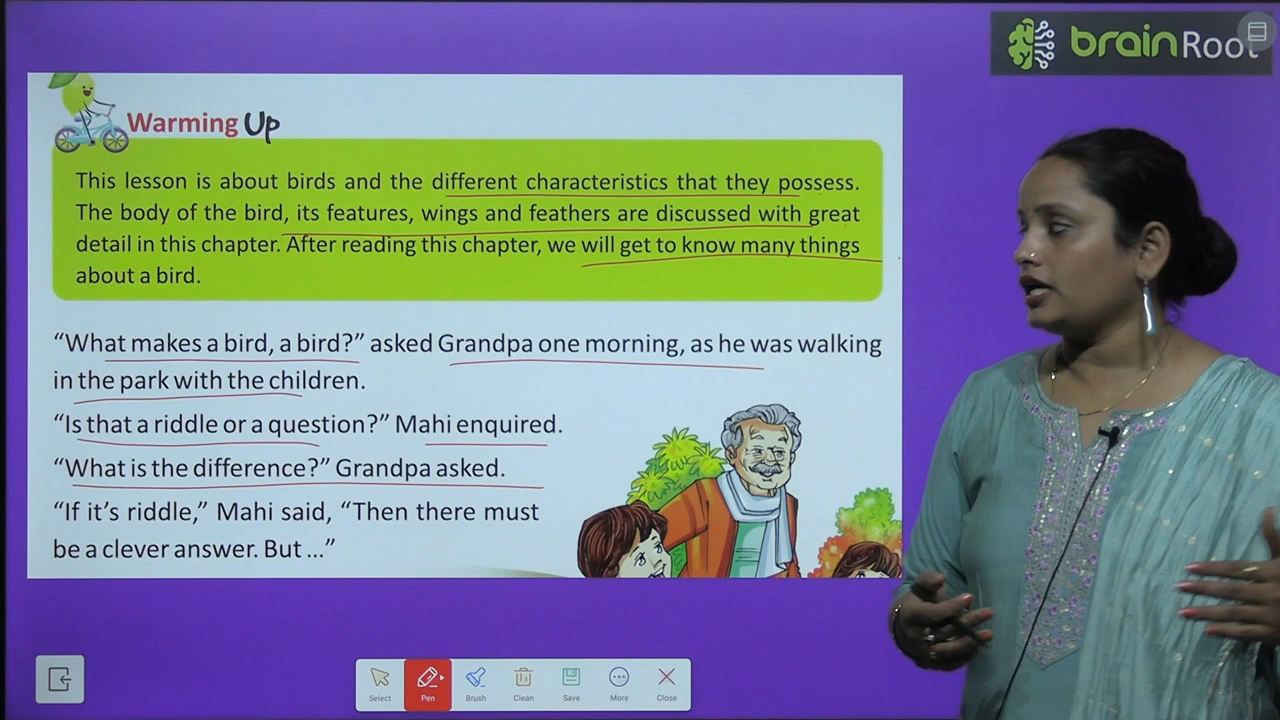 brainRoot
Warming Up
This lesson is about birds and the different characteristics that they possess.
The body of the bird, its features, wings and feathers are discussed with great
detail in this chapter. After reading this chapter, we will get to know many things
about a bird.
“What makes a bird, a bird?” asked Grandpa one morning, as he was walking
in the park with the children.
“Is that a riddle or a question?” Mahi enquired.
“What is the difference?” Grandpa asked.
“If it’s riddle,” Mahi said, “Then there must
be a clever answer. But ...”
Select Pen Brush Clean Save More Close